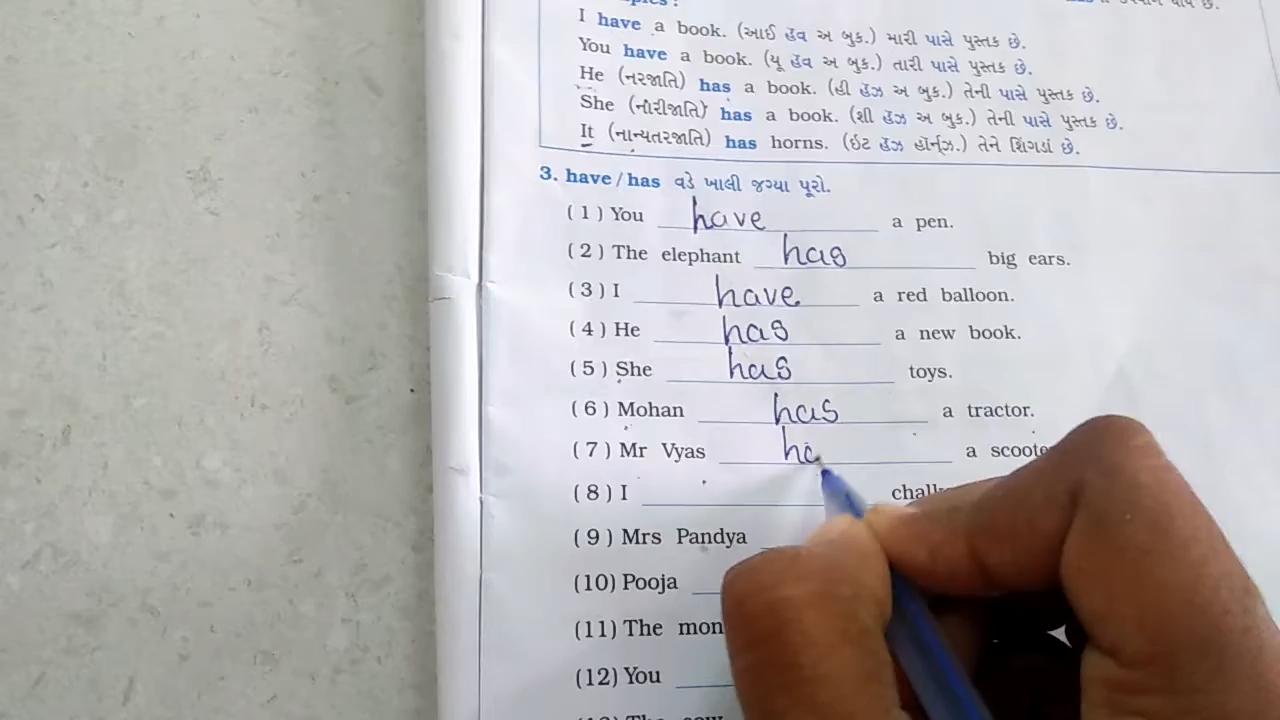 I have a book. (આઈ હૅવ અ બુક.) મારી પાસે પુસ્તક છે.
You have a book. (યૂ હૅવ અ બુક.) તારી પાસે પુસ્તક છે.
He (નરજાતિ) has a book. (હી હૅઝ અ બુક.) તેની પાસે પુસ્તક છે.
She (નારીજાતિ) has a book. (શી હૅઝ અ બુક.) તેની પાસે પુસ્તક છે.
It (નાન્યતરજાતિ) has horns. (ઇટ હૅઝ હૉર્ન્ઝ.) તેને શિંગડાં છે.
3. have / has વડે ખાલી જગ્યા પૂરો.
(1) You have a pen.
(2) The elephant has big ears.
(3) I have a red balloon.
(4) He has a new book.
(5) She has toys.
(6) Mohan has a tractor.
(7) Mr Vyas ha a
(8) I
(9) Mrs Pandya
(10) Pooja
(11) The
(12) You